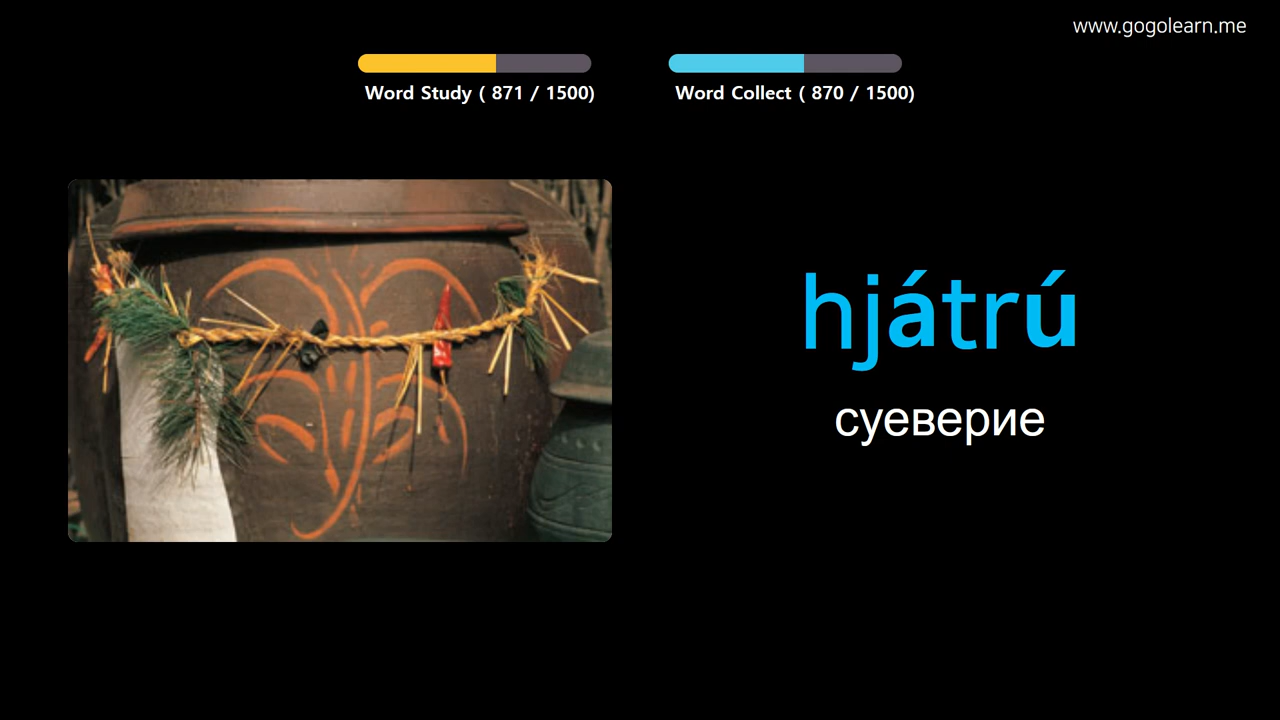 www.gogolearn.me
Word Study ( 871 / 1500)
Word Collect ( 870 / 1500)
hjátrú
суеверие